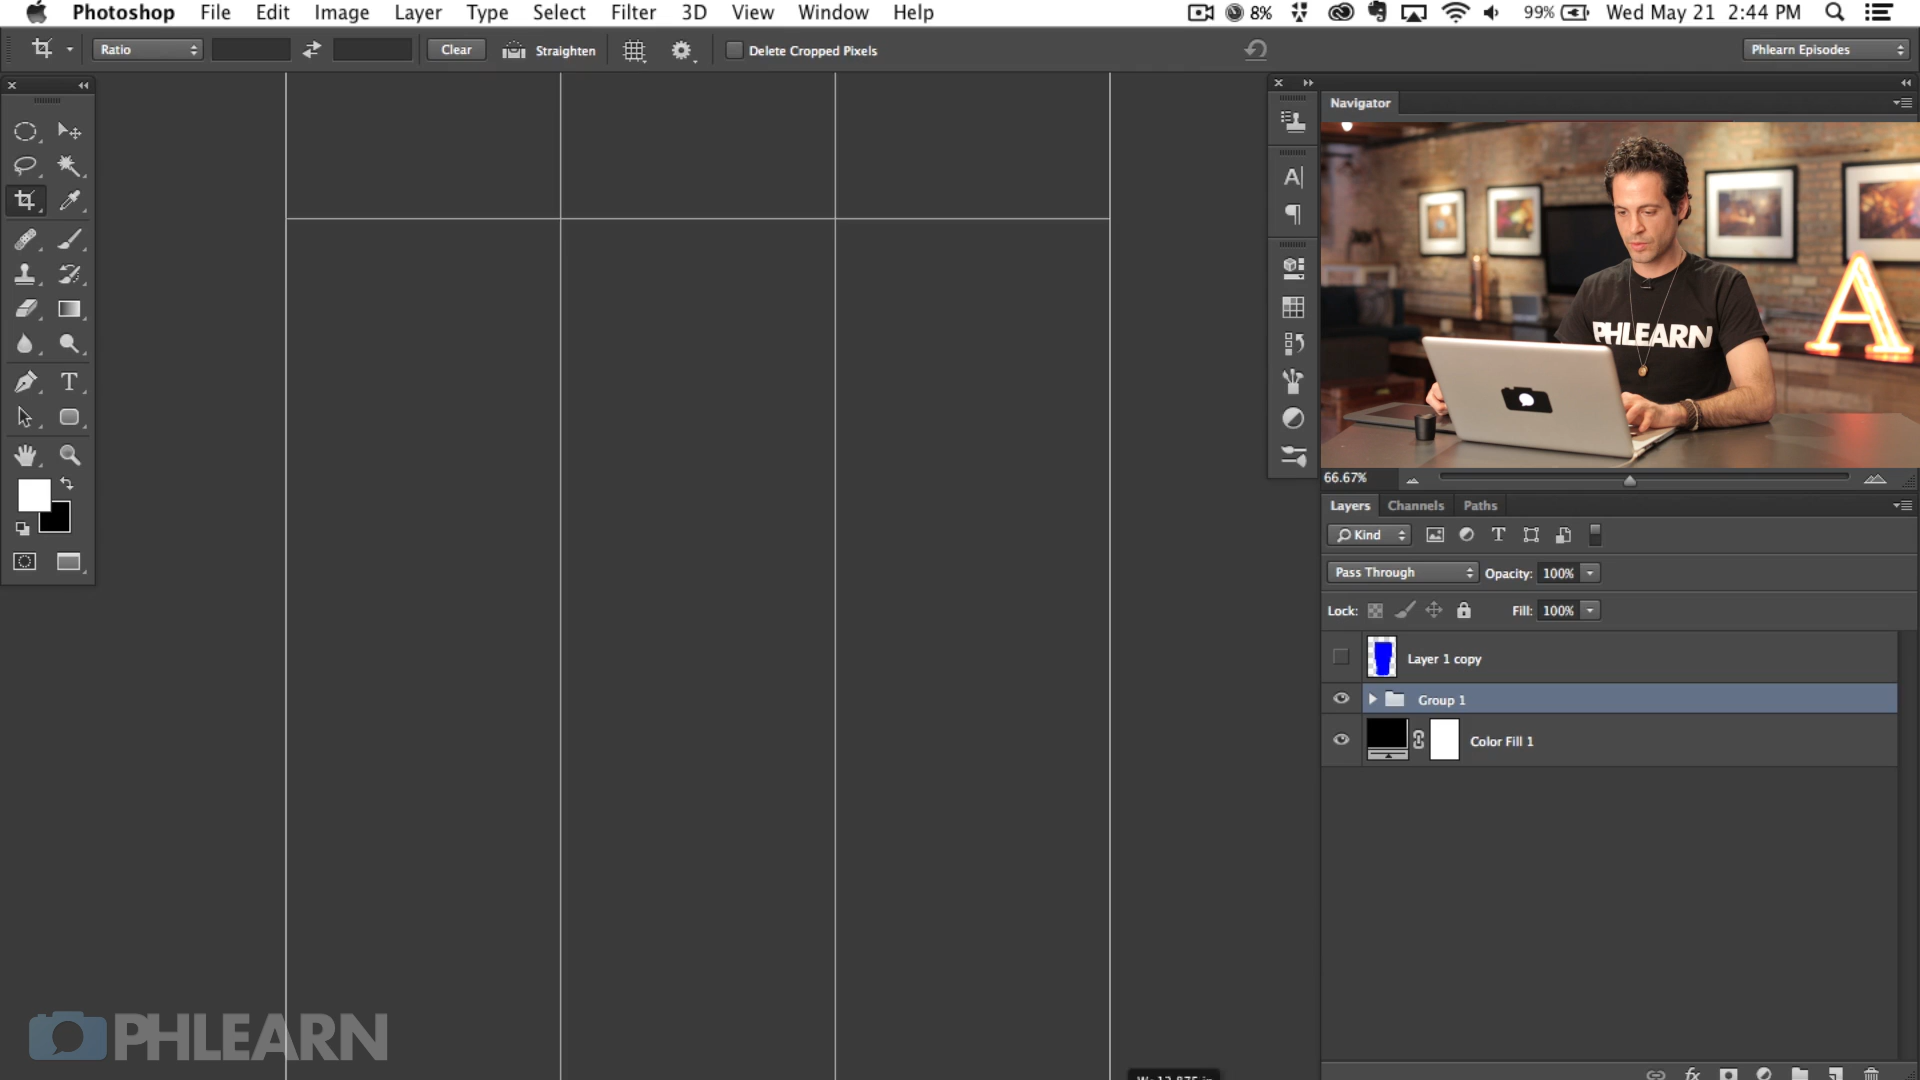 Photoshop File Edit Image Layer Type Select Filter 3D View Window Help 8% 99% Wed May 21 2:44 PM
Ratio Clear Straighten Delete Cropped Pixels Phlearn Episodes
Navigator
PHLEARN
A
66.67%
Layers Channels Paths
Kind
Pass Through Opacity: 100%
Lock: Fill: 100%
Layer 1 copy
Group 1
Color Fill 1
fx
PHLEARN